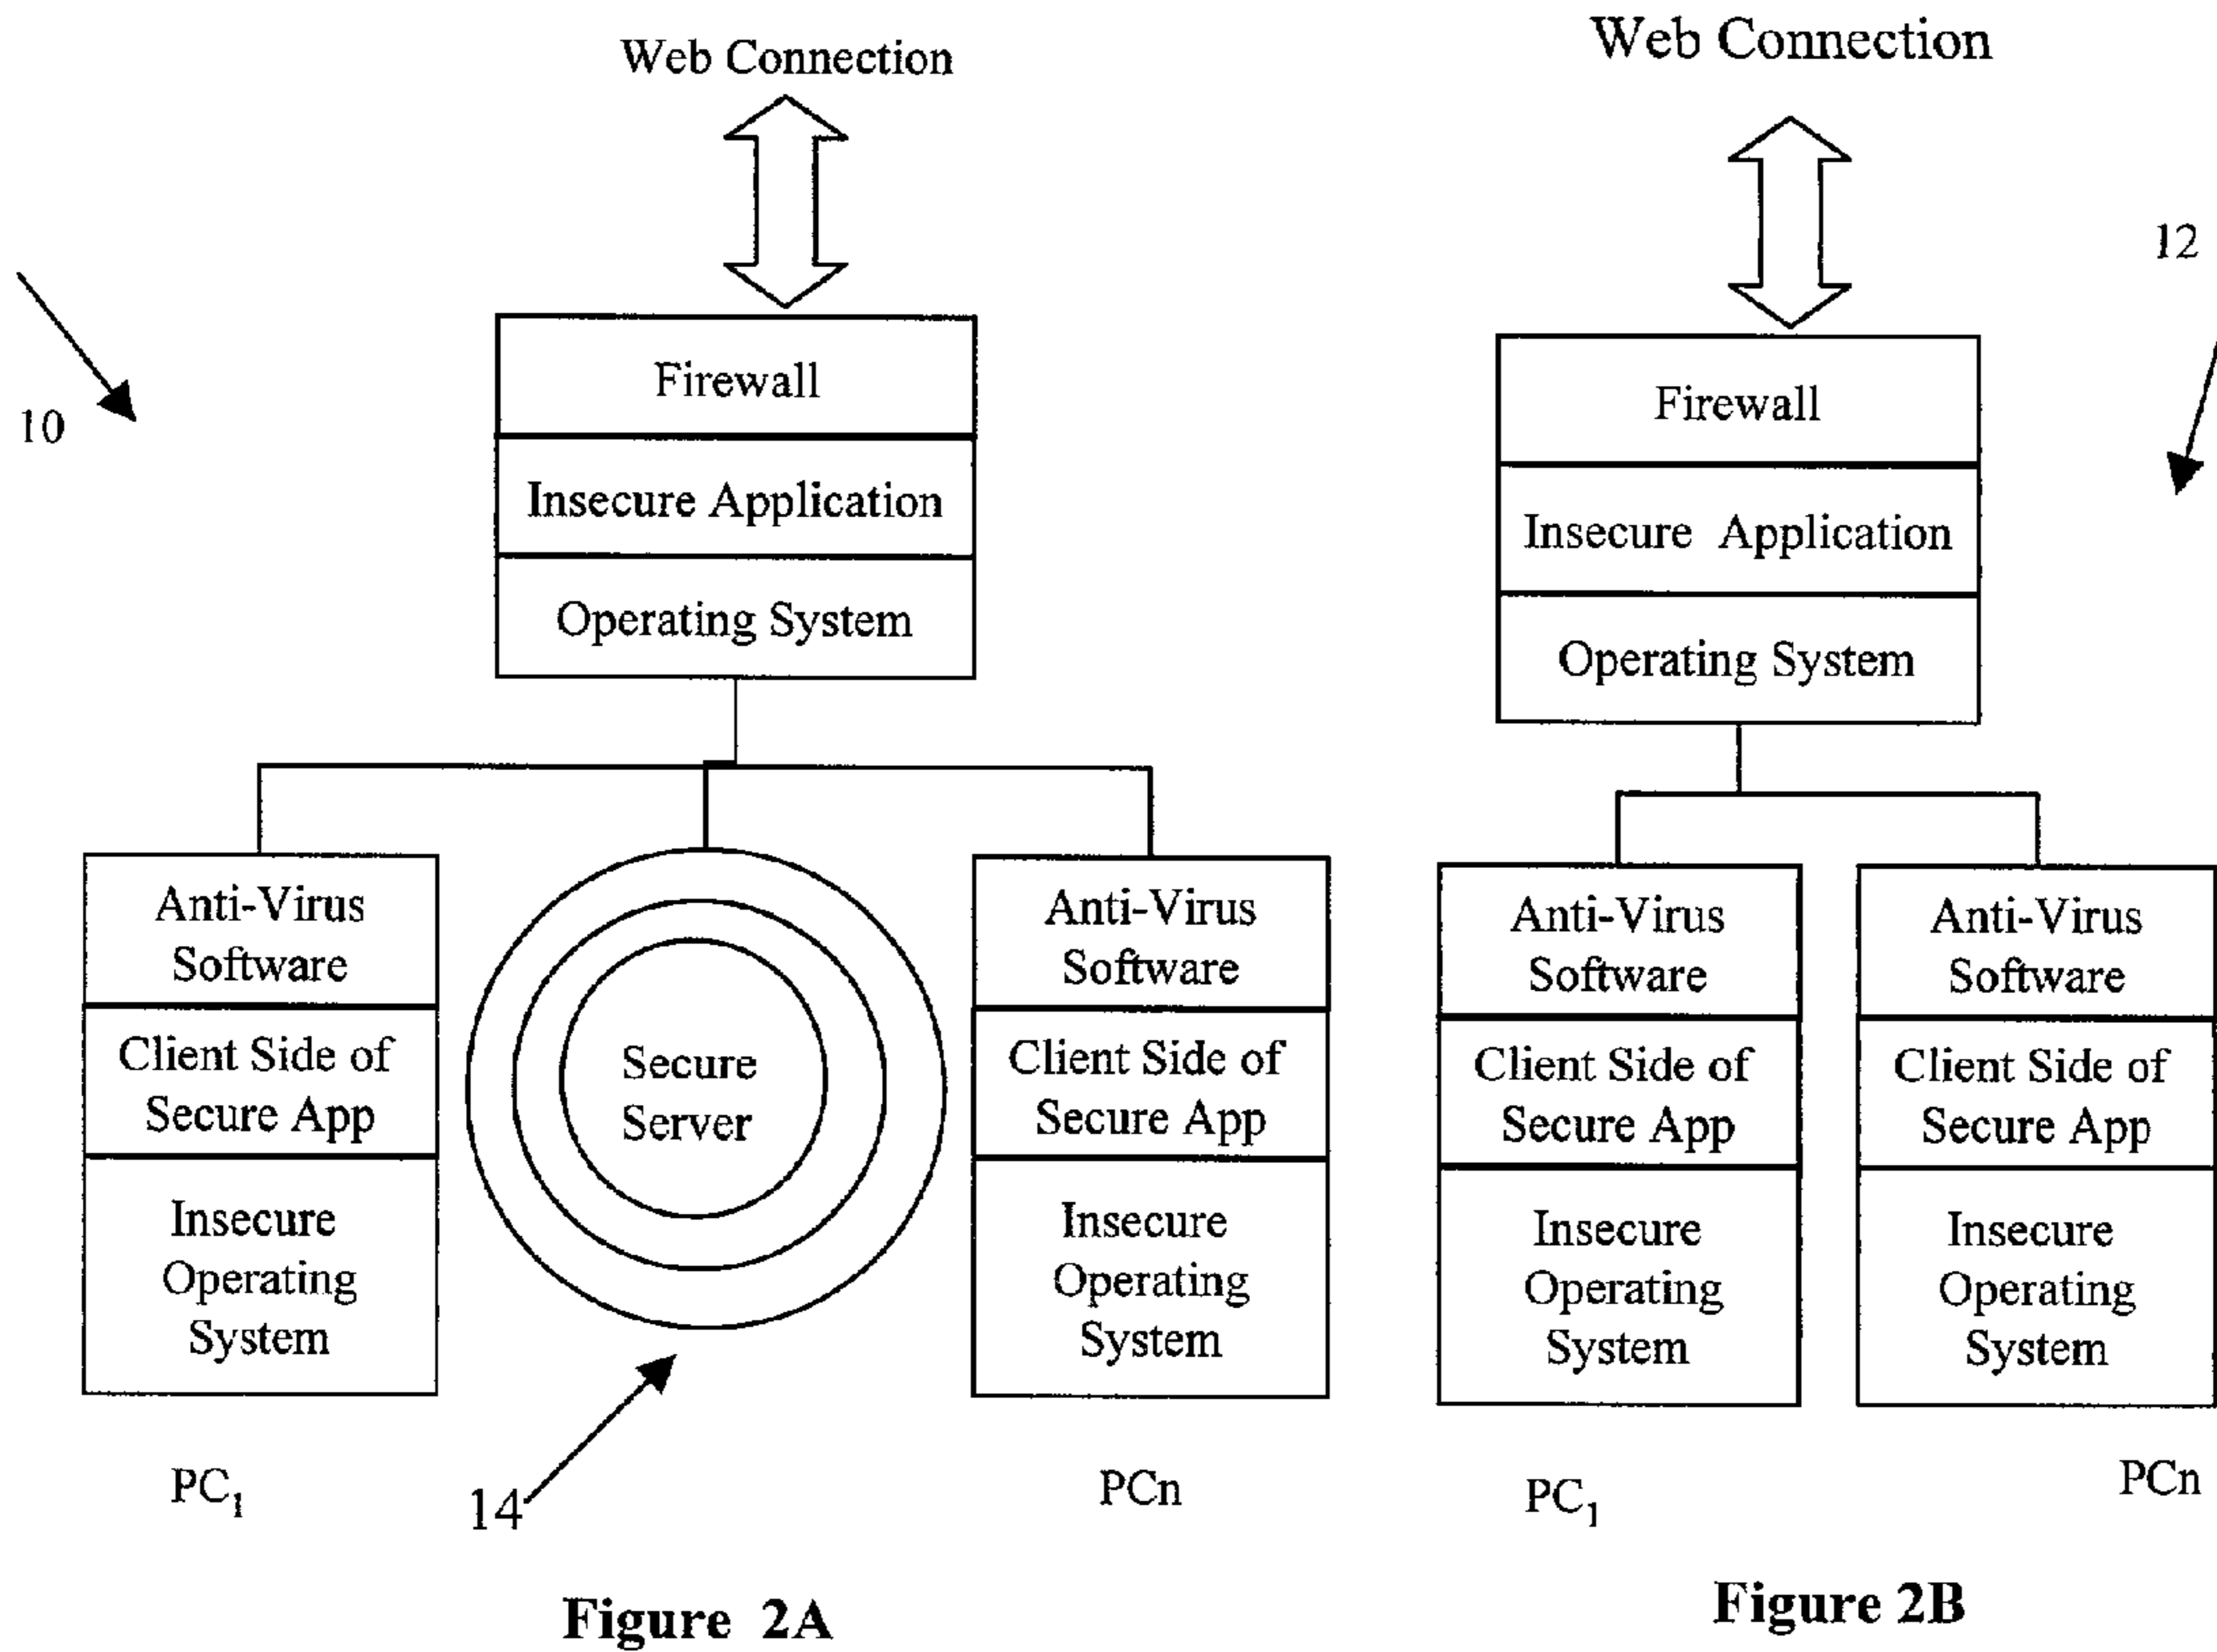 Web Connection
10
Firewall
Insecure Application
Operating System
Anti-Virus
Software
Client Side of
Secure App
Insecure
Operating
System
PC1
Secure
Server
14
Anti-Virus
Software
Client Side of
Secure App
Insecure
Operating
System
PCn
Figure 2A
Web Connection
12
Firewall
Insecure Application
Operating System
Anti-Virus
Software
Client Side of
Secure App
Insecure
Operating
System
PC1
Anti-Virus
Software
Client Side of
Secure App
Insecure
Operating
System
PCn
Figure 2B